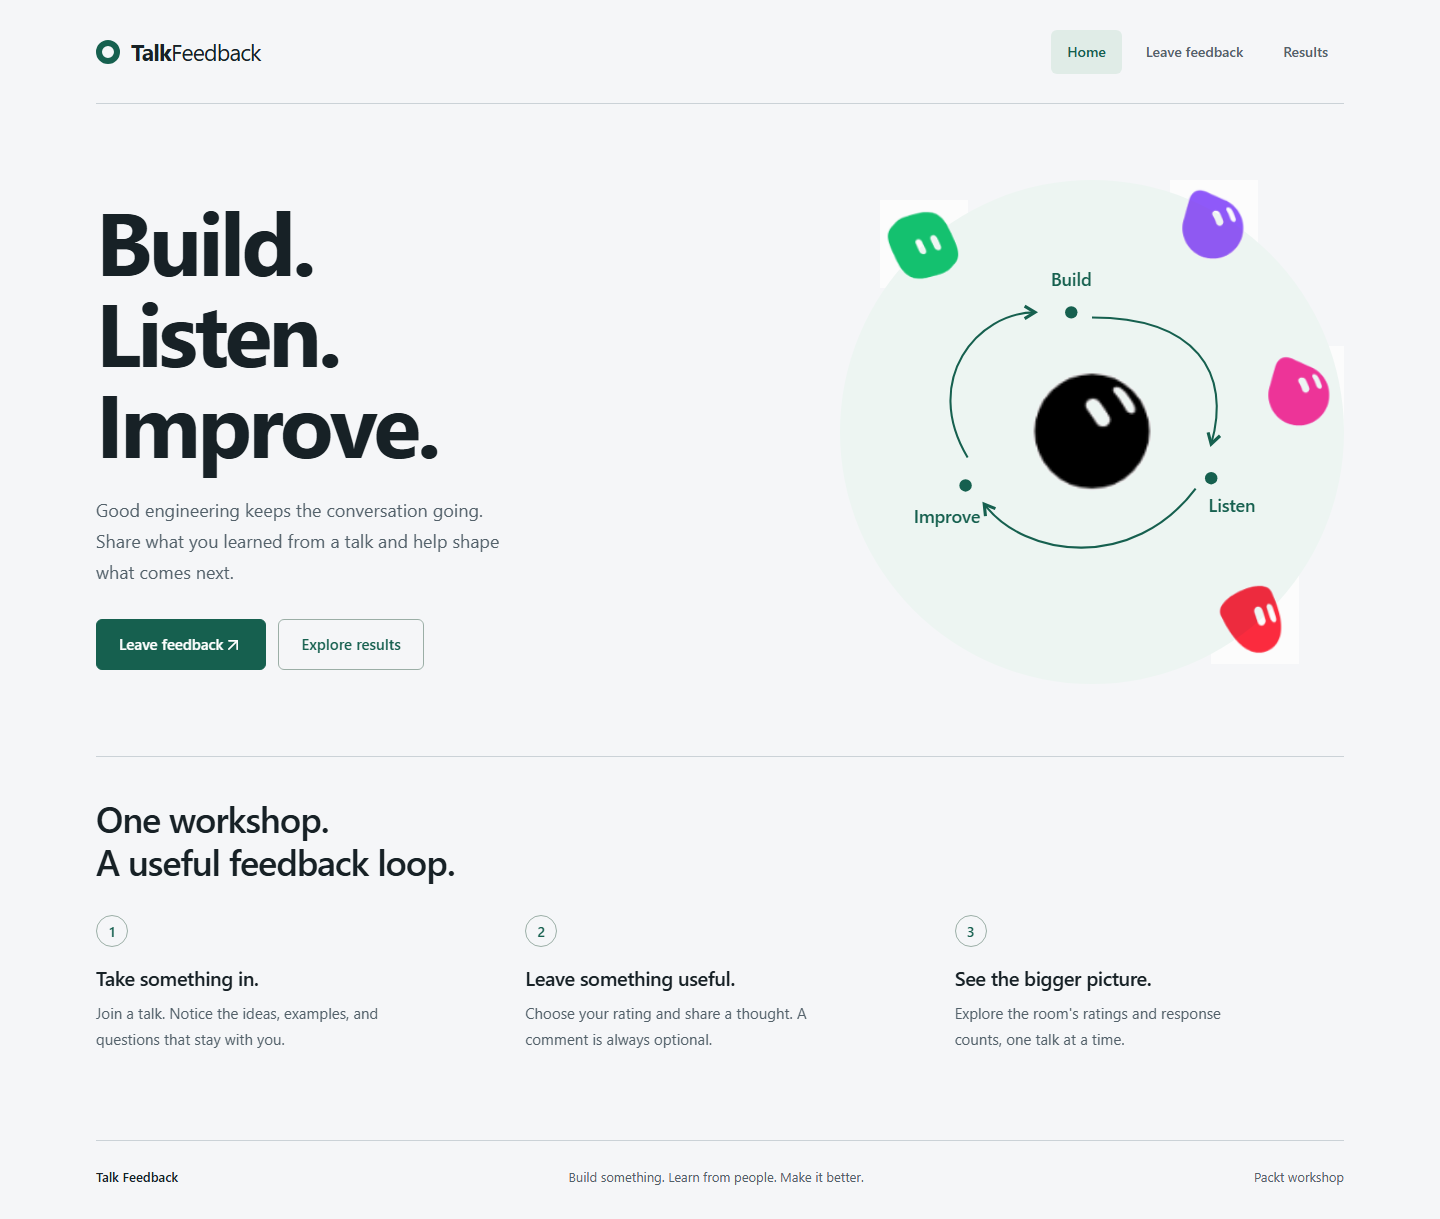 TalkFeedback
Home
Leave feedback
Results
Build.
Listen.
Improve.
Good engineering keeps the conversation going.
Share what you learned from a talk and help shape
what comes next.
Leave feedback
Explore results
Build
Listen
Improve
One workshop.
A useful feedback loop.
1
Take something in.
Join a talk. Notice the ideas, examples, and
questions that stay with you.
2
Leave something useful.
Choose your rating and share a thought. A
comment is always optional.
3
See the bigger picture.
Explore the room's ratings and response
counts, one talk at a time.
Talk Feedback
Build something. Learn from people. Make it better.
Packt workshop